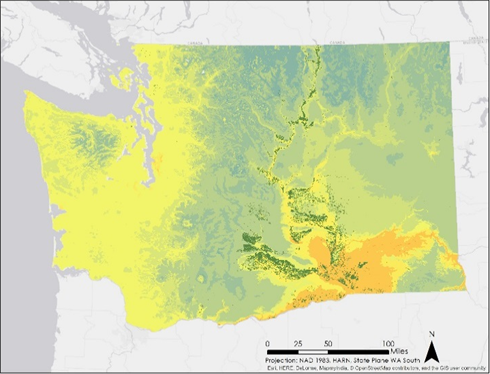 N
0 25 50 100
Miles
Projection: NAD 1983, HARN, State Plane WA South
Esri, HERE, DeLorme, MapmyIndia, © OpenStreetMap contributors, and the GIS user community